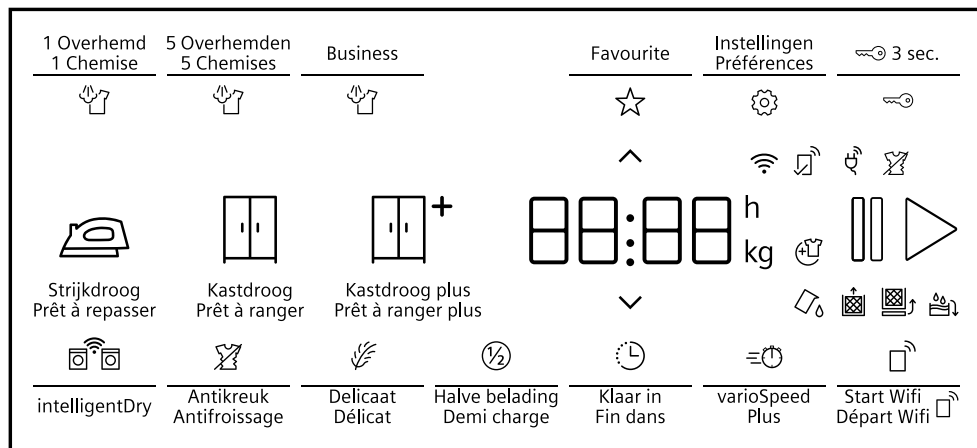 1 Overhemd
1 Chemise
5 Overhemden
5 Chemises
Business
Favourite
Instellingen
Préférences
3 sec.
88:88
h
kg
Strijkdroog
Prêt à repasser
Kastdroog
Prêt à ranger
Kastdroog plus
Prêt à ranger plus
½
intelligentDry
Antikreuk
Antifroissage
Delicaat
Délicat
Halve belading
Demi charge
Klaar in
Fin dans
varioSpeed
Plus
Start Wifi
Départ Wifi